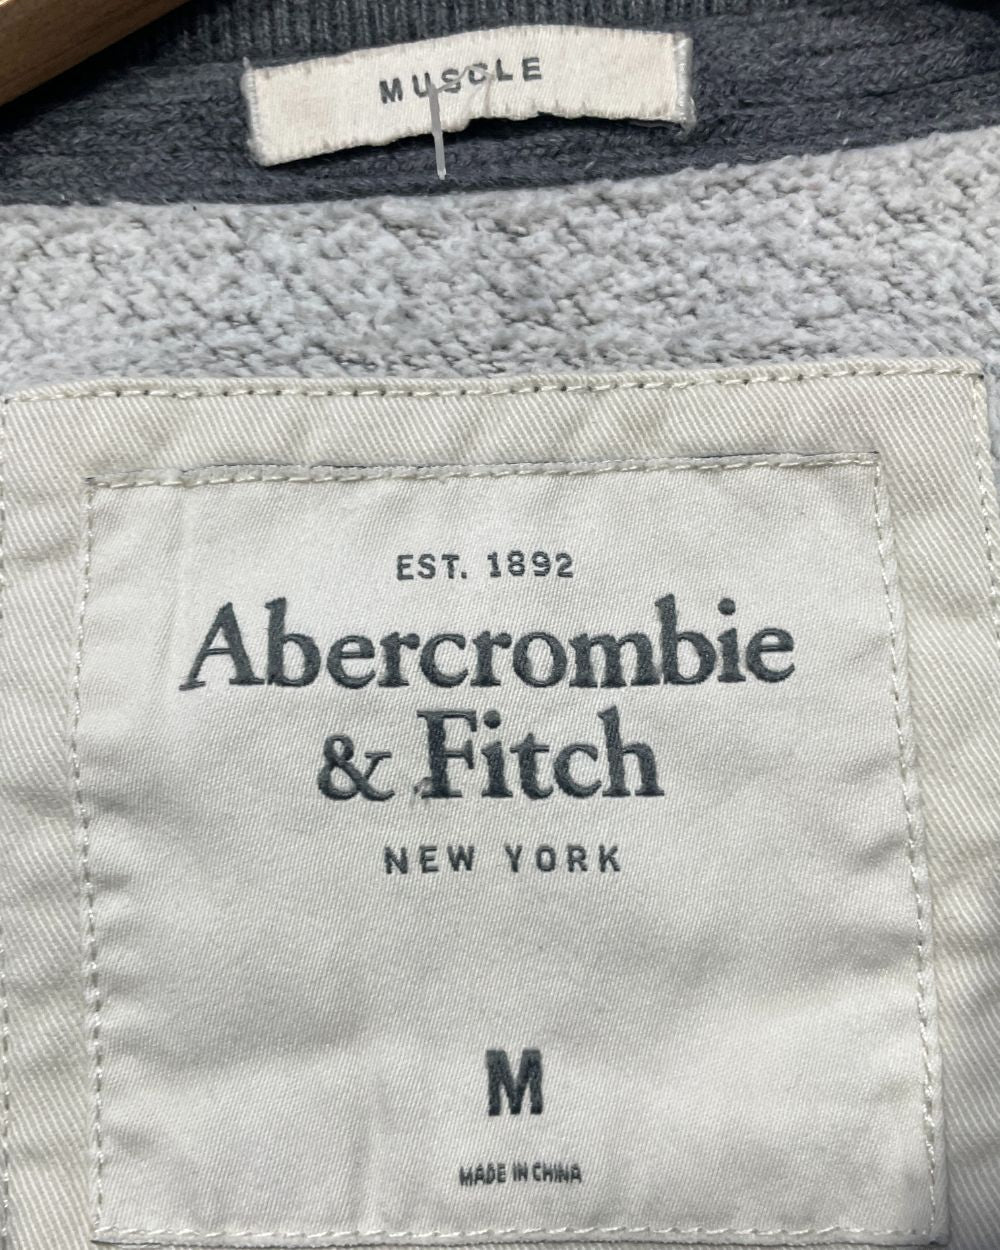 MUSCLE
EST. 1892
Abercrombie
& Fitch
NEW YORK
M
MADE IN CHINA